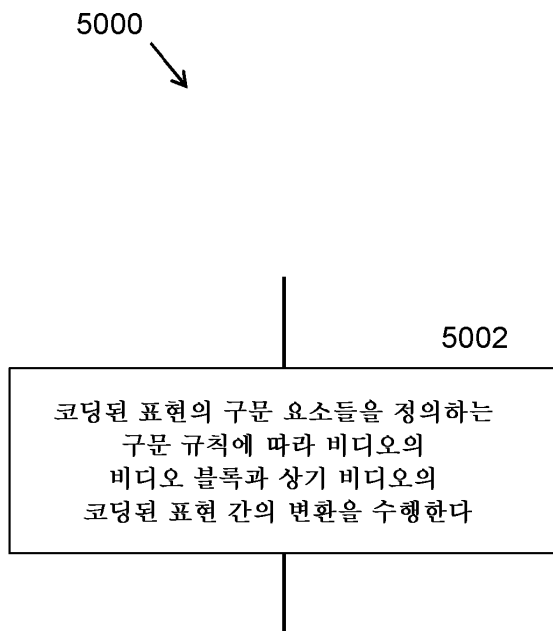 5000
5002
코딩된 표현의 구문 요소들을 정의하는
구문 규칙에 따라 비디오의
비디오 블록과 상기 비디오의
코딩된 표현 간의 변환을 수행한다